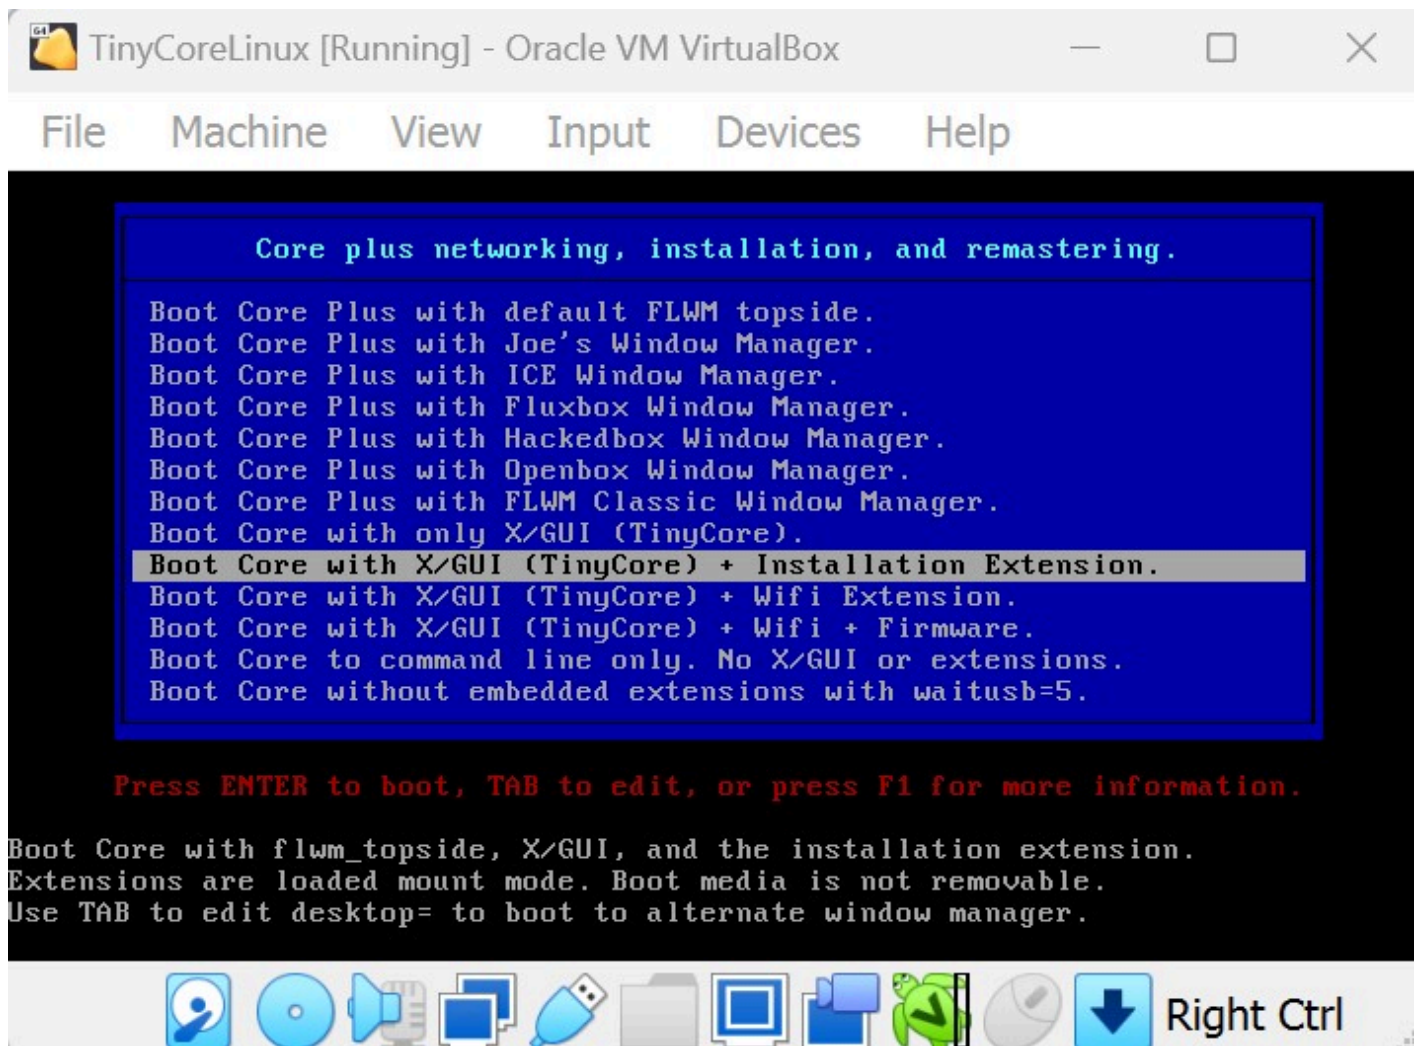 TinyCoreLinux [Running] - Oracle VM VirtualBox
File Machine View Input Devices Help
Core plus networking, installation, and remastering.
Boot Core Plus with default FLWM topside.
Boot Core Plus with Joe's Window Manager.
Boot Core Plus with ICE Window Manager.
Boot Core Plus with Fluxbox Window Manager.
Boot Core Plus with Hackedbox Window Manager.
Boot Core Plus with Openbox Window Manager.
Boot Core Plus with FLWM Classic Window Manager.
Boot Core with only X/GUI (TinyCore).
Boot Core with X/GUI (TinyCore) + Installation Extension.
Boot Core with X/GUI (TinyCore) + Wifi Extension.
Boot Core with X/GUI (TinyCore) + Wifi + Firmware.
Boot Core to command line only. No X/GUI or extensions.
Boot Core without embedded extensions with waitusb=5.
Press ENTER to boot, TAB to edit, or press F1 for more information.
Boot Core with flwm_topside, X/GUI, and the installation extension.
Extensions are loaded mount mode. Boot media is not removable.
Use TAB to edit desktop= to boot to alternate window manager.
Right Ctrl